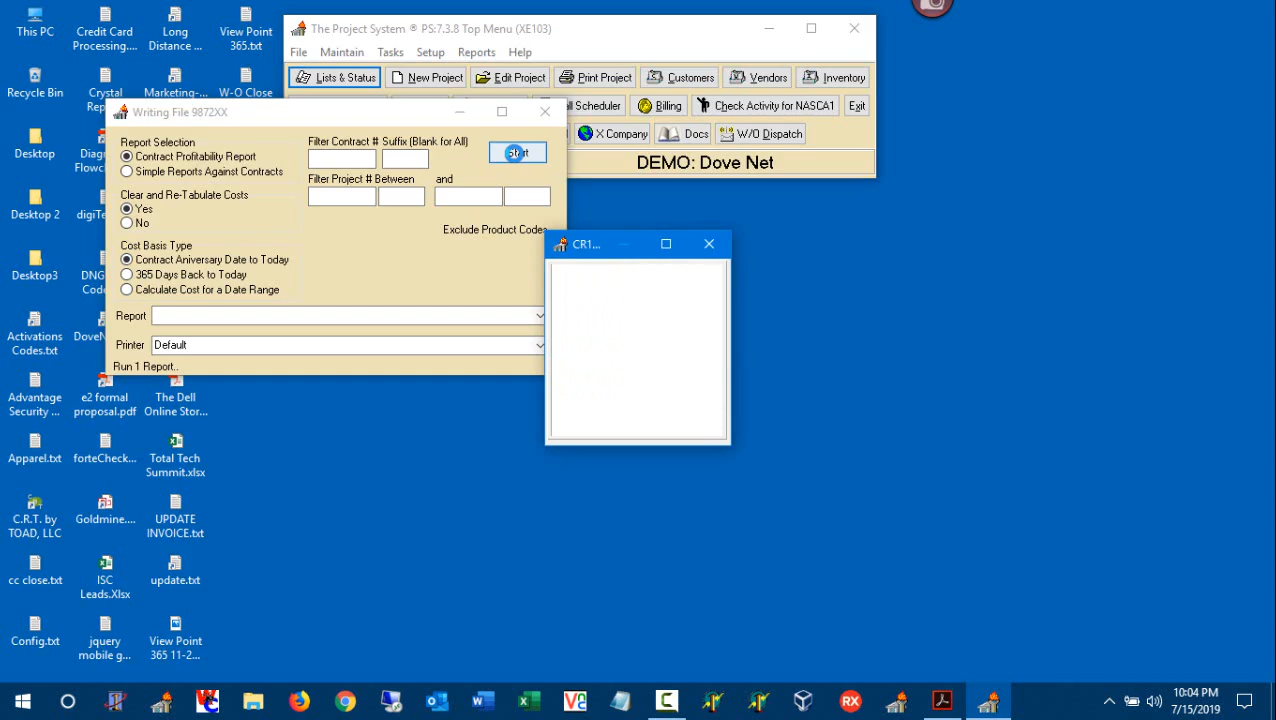 This PC
Credit Card
Processing....
Long
Distance ...
View Point
365.txt
Recycle Bin
Crystal
Marketing-...
W-O Close
Desktop
Desktop 2
Desktop3
Activations
Codes.txt
Advantage
Security ...
e2 formal
proposal.pdf
The Dell
Online Stor...
Apparel.txt
forteCheck...
Total Tech
Summit.xlsx
C.R.T. by
TOAD, LLC
Goldmine....
UPDATE
INVOICE.txt
cc close.txt
ISC
Leads.Xlsx
update.txt
Config.txt
jquery
mobile g...
View Point
365 11-2...
The Project System ® PS:7.3.8 Top Menu (XE103)
File Maintain Tasks Setup Reports Help
Lists & Status New Project Edit Project Print Project Customers Vendors Inventory
Scheduler Billing Check Activity for NASCA1 Exit
X Company Docs W/O Dispatch
DEMO: Dove Net
Writing File 9872XX
Report Selection
Contract Profitability Report
Simple Reports Against Contracts
Clear and Re-Tabulate Costs
Yes
No
Cost Basis Type
Contract Aniversary Date to Today
365 Days Back to Today
Calculate Cost for a Date Range
Filter Contract # Suffix (Blank for All)
Start
Filter Project # Between and
Exclude Product Codes
Report
Printer Default
Run 1 Report..
CR1...
10:04 PM
7/15/2019